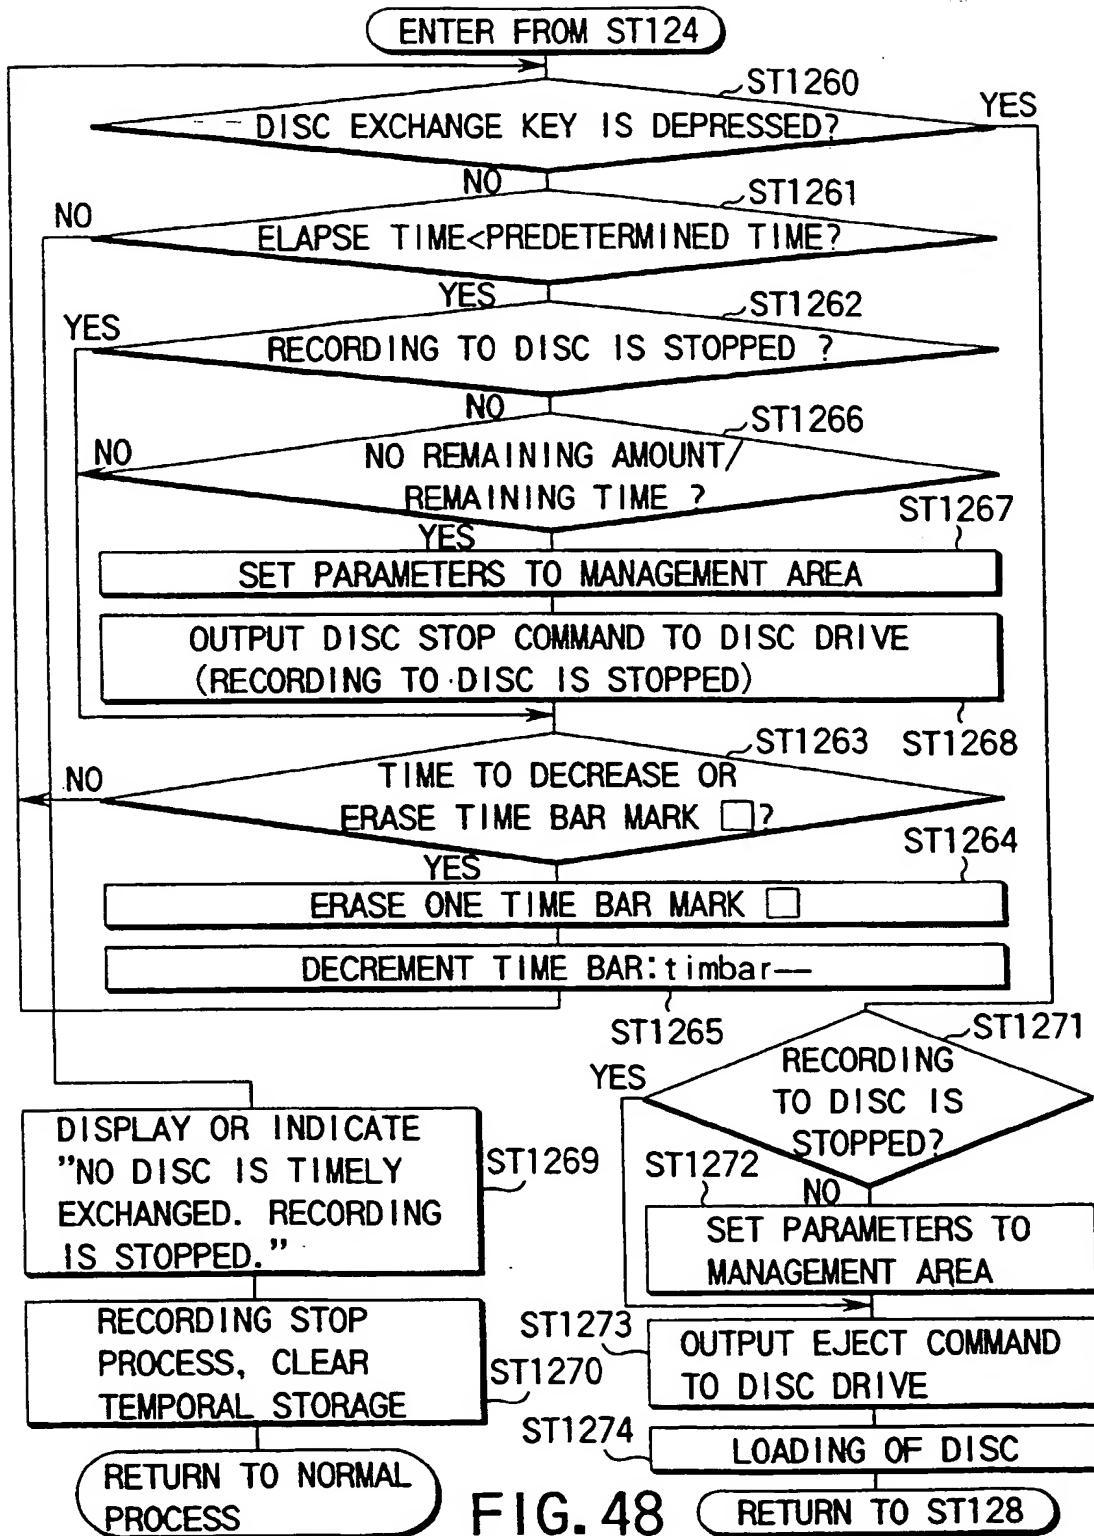 ENTER FROM ST124
ST1260
DISC EXCHANGE KEY IS DEPRESSED?
YES
NO
ST1261
NO
ELAPSE TIME<PREDETERMINED TIME?
YES
ST1262
YES
RECORDING TO DISC IS STOPPED ?
NO
ST1266
NO
NO REMAINING AMOUNT/
REMAINING TIME ?
YES
ST1267
SET PARAMETERS TO MANAGEMENT AREA
OUTPUT DISC STOP COMMAND TO DISC DRIVE
(RECORDING TO DISC IS STOPPED)
ST1268
ST1263
NO
TIME TO DECREASE OR
ERASE TIME BAR MARK □?
YES
ST1264
ERASE ONE TIME BAR MARK □
DECREMENT TIME BAR:timbar—
ST1265
DISPLAY OR INDICATE
"NO DISC IS TIMELY
EXCHANGED. RECORDING
IS STOPPED."
ST1269
RECORDING STOP
PROCESS, CLEAR
TEMPORAL STORAGE
ST1270
RETURN TO NORMAL
PROCESS
ST1271
RECORDING
TO DISC IS
STOPPED?
YES
NO
ST1272
SET PARAMETERS TO
MANAGEMENT AREA
ST1273
OUTPUT EJECT COMMAND
TO DISC DRIVE
ST1274
LOADING OF DISC
RETURN TO ST128
FIG. 48